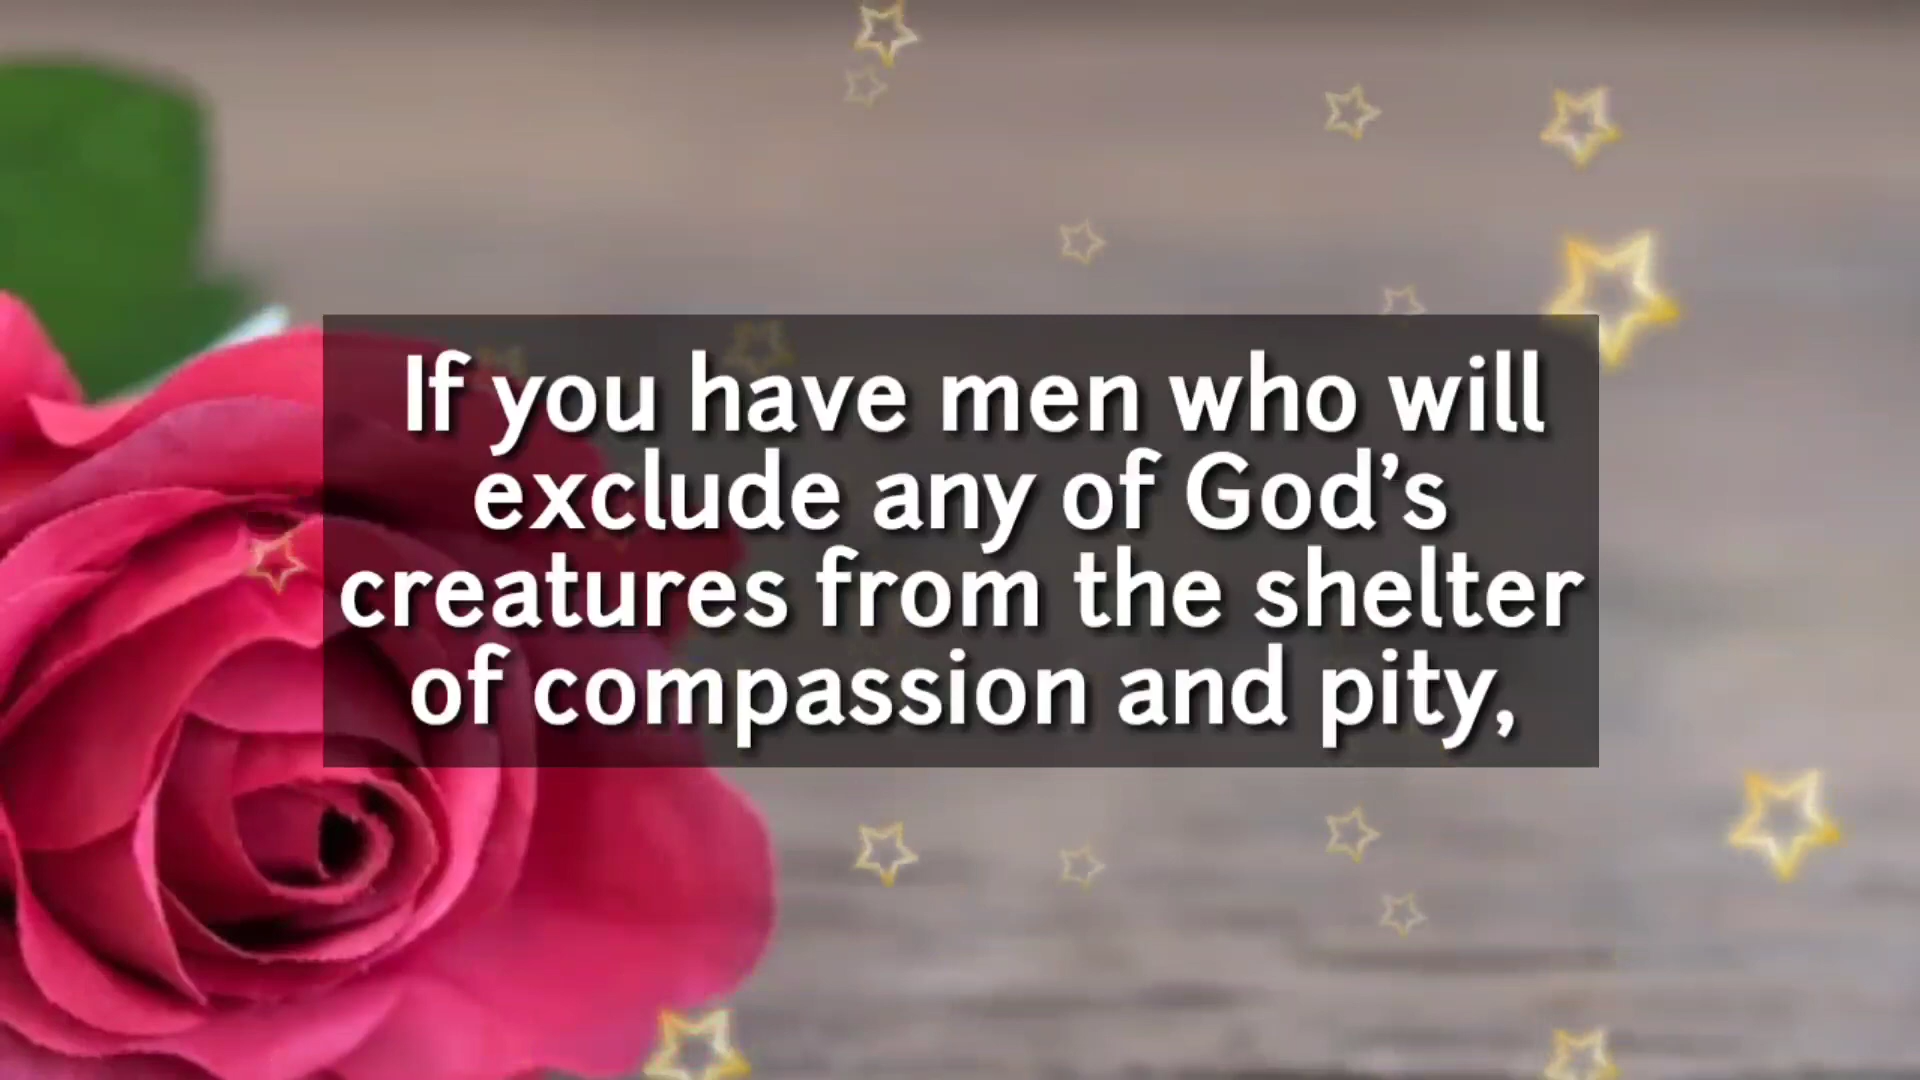 If you have men who will
exclude any of God’s
creatures from the shelter
of compassion and pity,